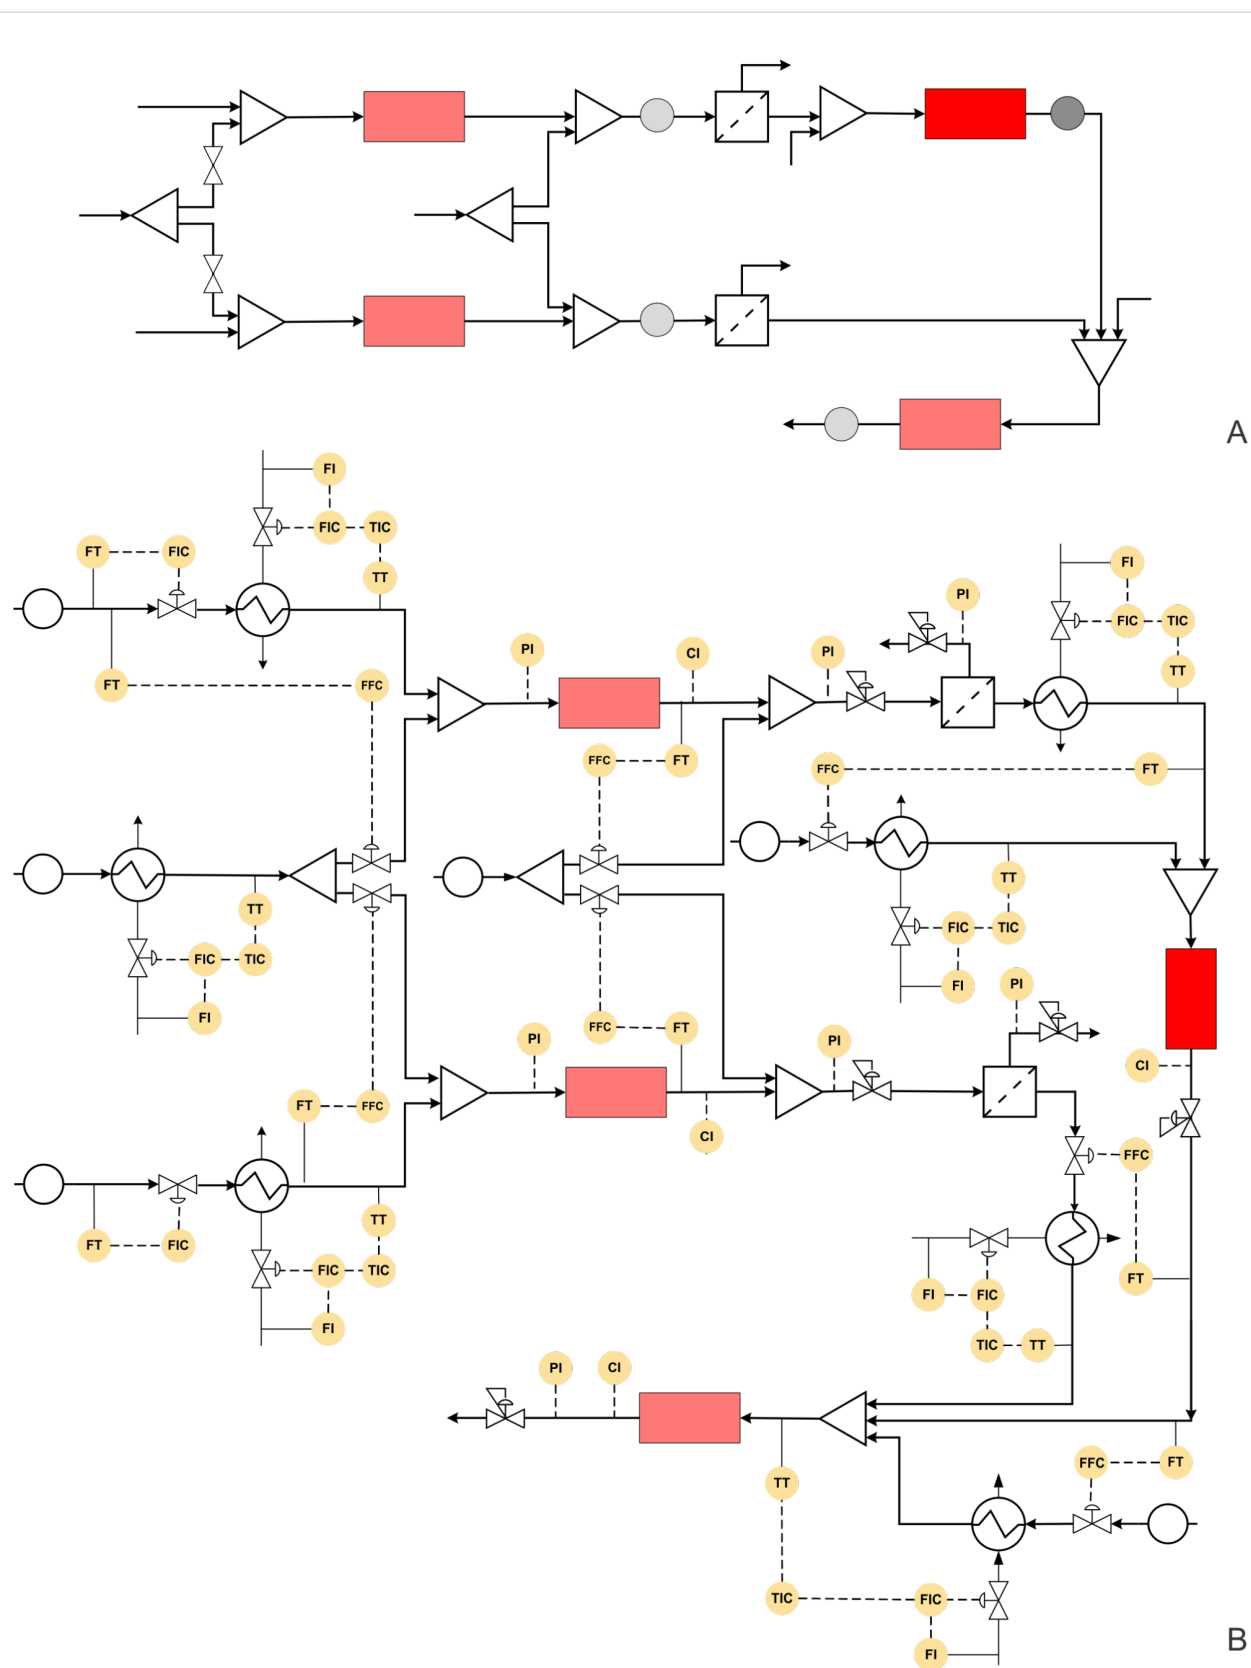 A
FI
FT FIC FIC TIC
TT
FI
PI
FIC TIC
FT FFC PI CI PI TT
FFC FT FFC FT
TT TT
FIC TIC FIC TIC
FI FI
PI
FFC FT
PI PI
CI
FT FFC
CI
FFC
TT
FT FIC FIC TIC FT
FI FIC
FI
TIC TT
PI CI
FFC FT
TT
TIC FIC
B
FI